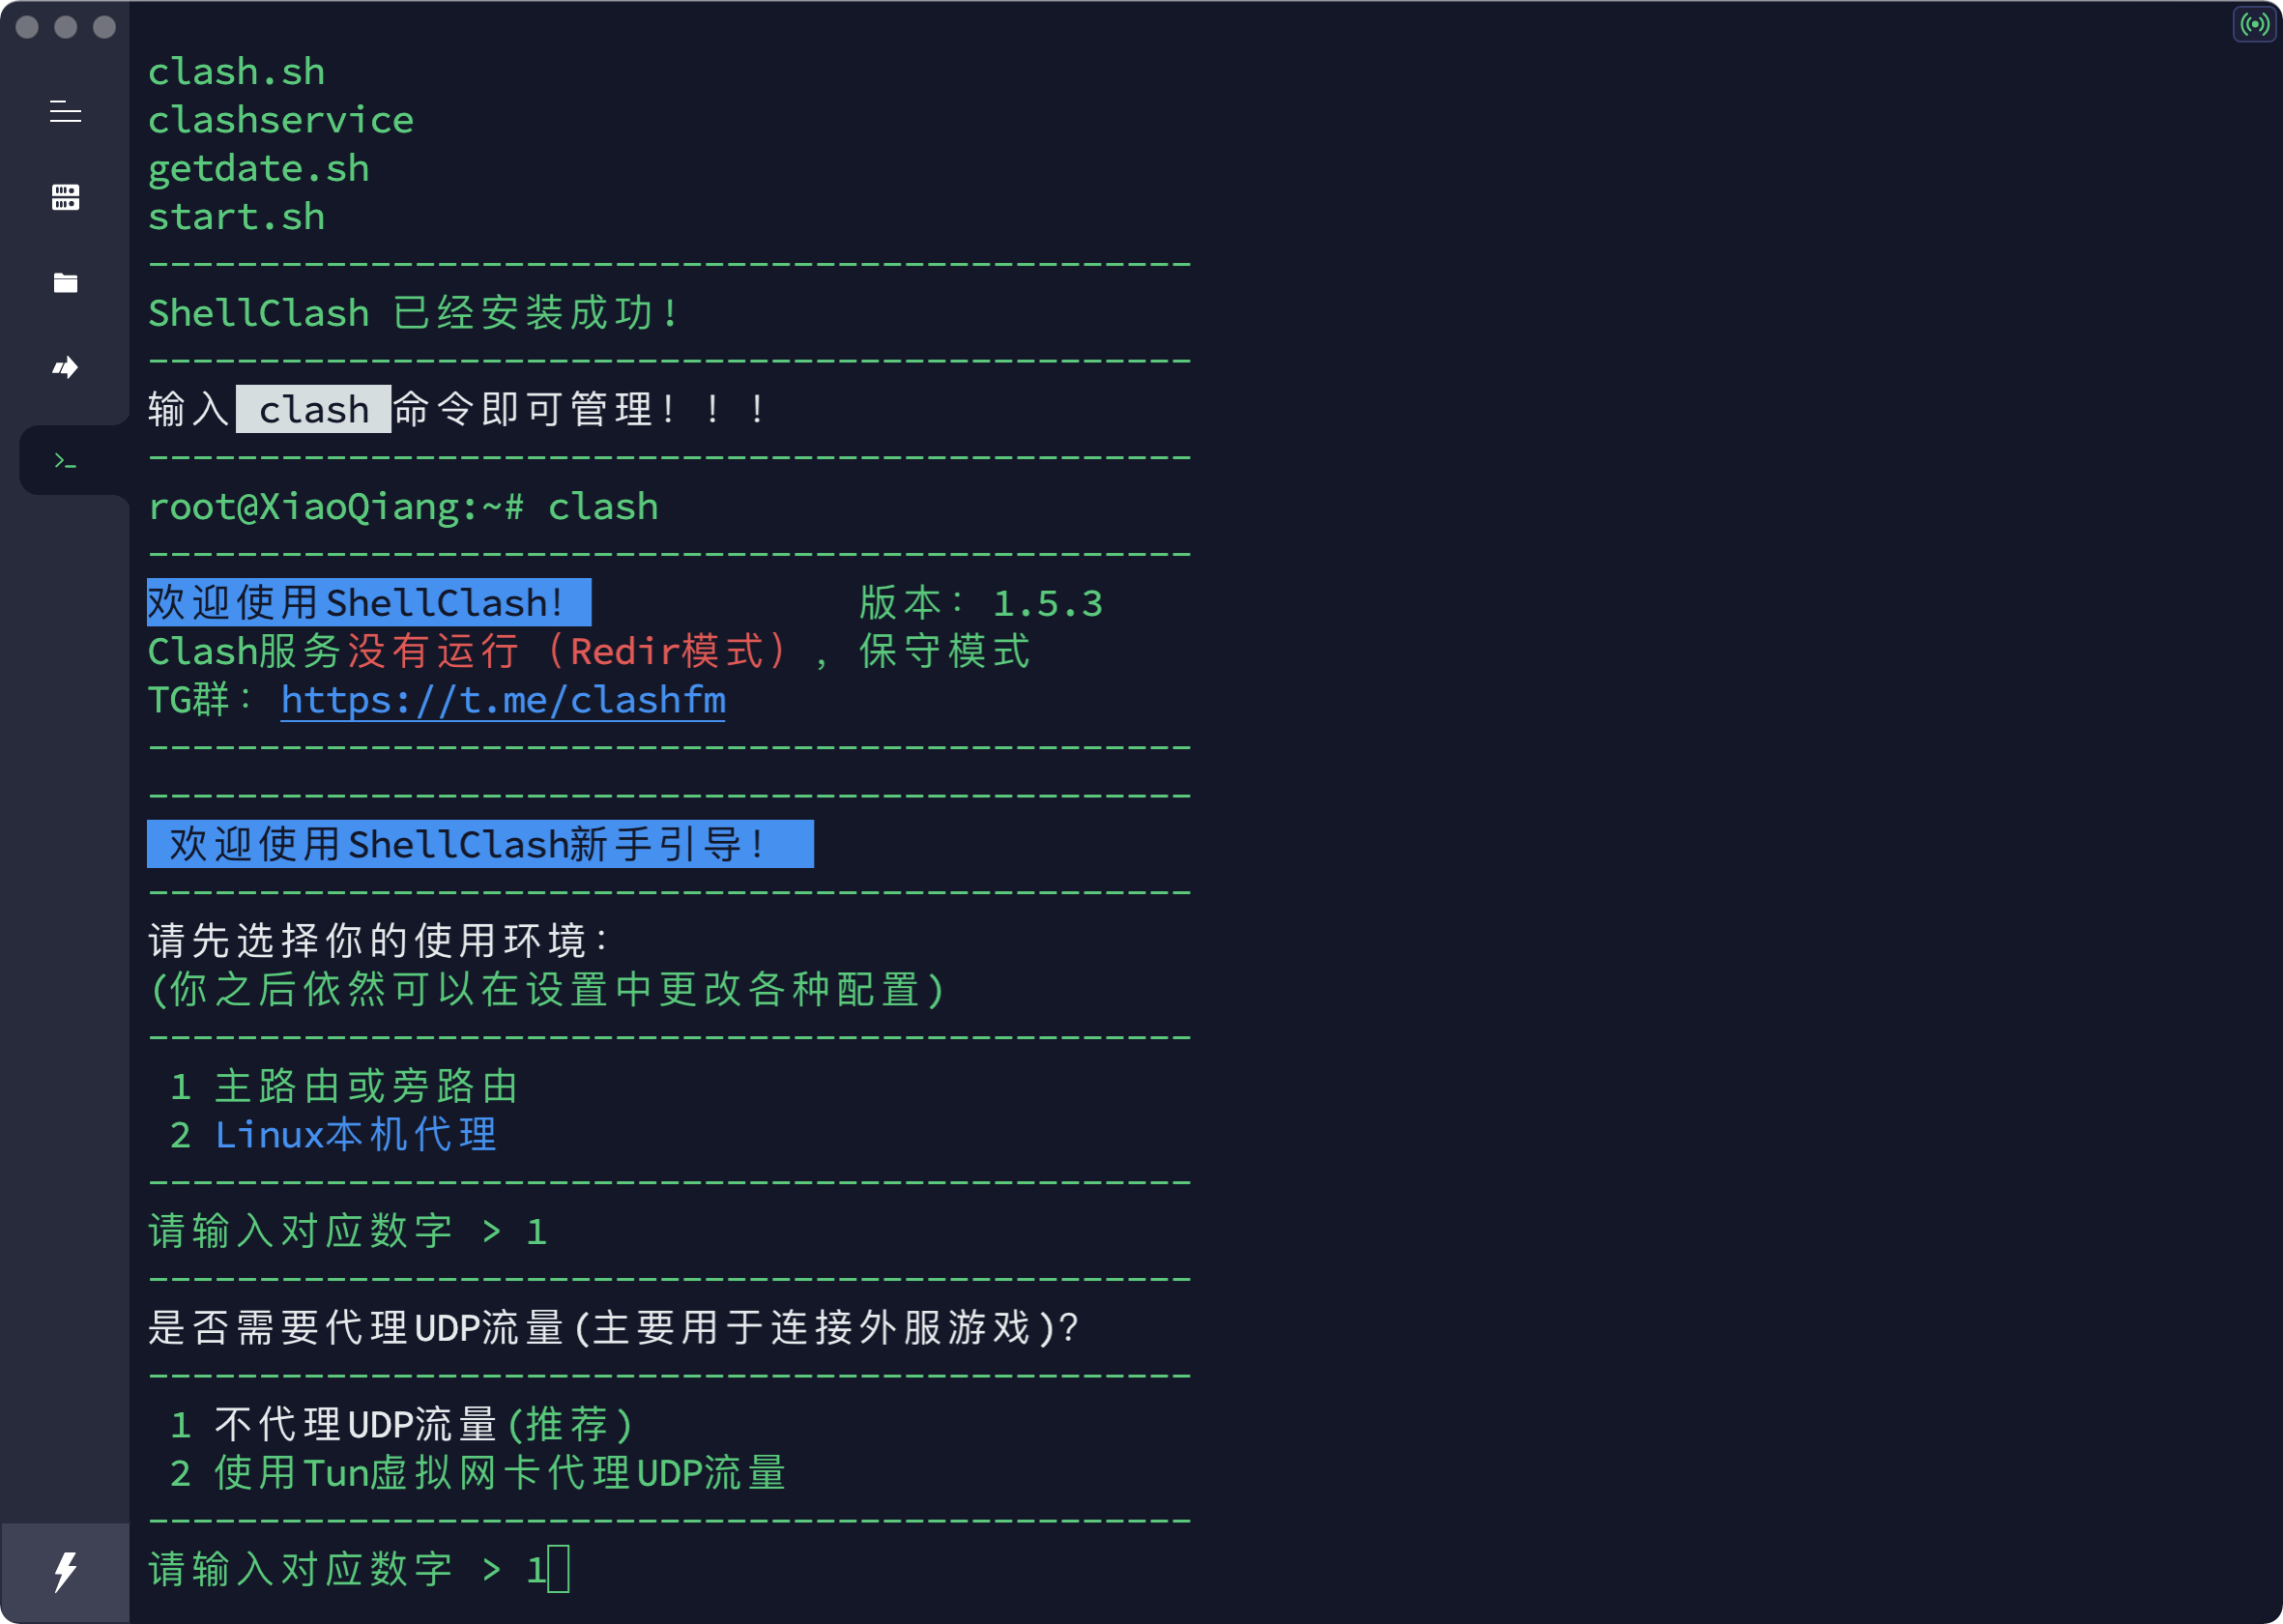 clash.sh
clashservice
getdate.sh
start.sh
-----------------------------------------------
ShellClash 已经安装成功!
-----------------------------------------------
输入 clash 命令即可管理！！！
-----------------------------------------------
root@XiaoQiang:~# clash
-----------------------------------------------
欢迎使用ShellClash！ 版本：1.5.3
Clash服务没有运行（Redir模式），保守模式
TG群：https://t.me/clashfm
-----------------------------------------------
-----------------------------------------------
欢迎使用ShellClash新手引导！
-----------------------------------------------
请先选择你的使用环境：
(你之后依然可以在设置中更改各种配置)
-----------------------------------------------
1 主路由或旁路由
2 Linux本机代理
-----------------------------------------------
请输入对应数字 > 1
-----------------------------------------------
是否需要代理UDP流量(主要用于连接外服游戏)？
-----------------------------------------------
1 不代理UDP流量(推荐)
2 使用Tun虚拟网卡代理UDP流量
-----------------------------------------------
请输入对应数字 > 1